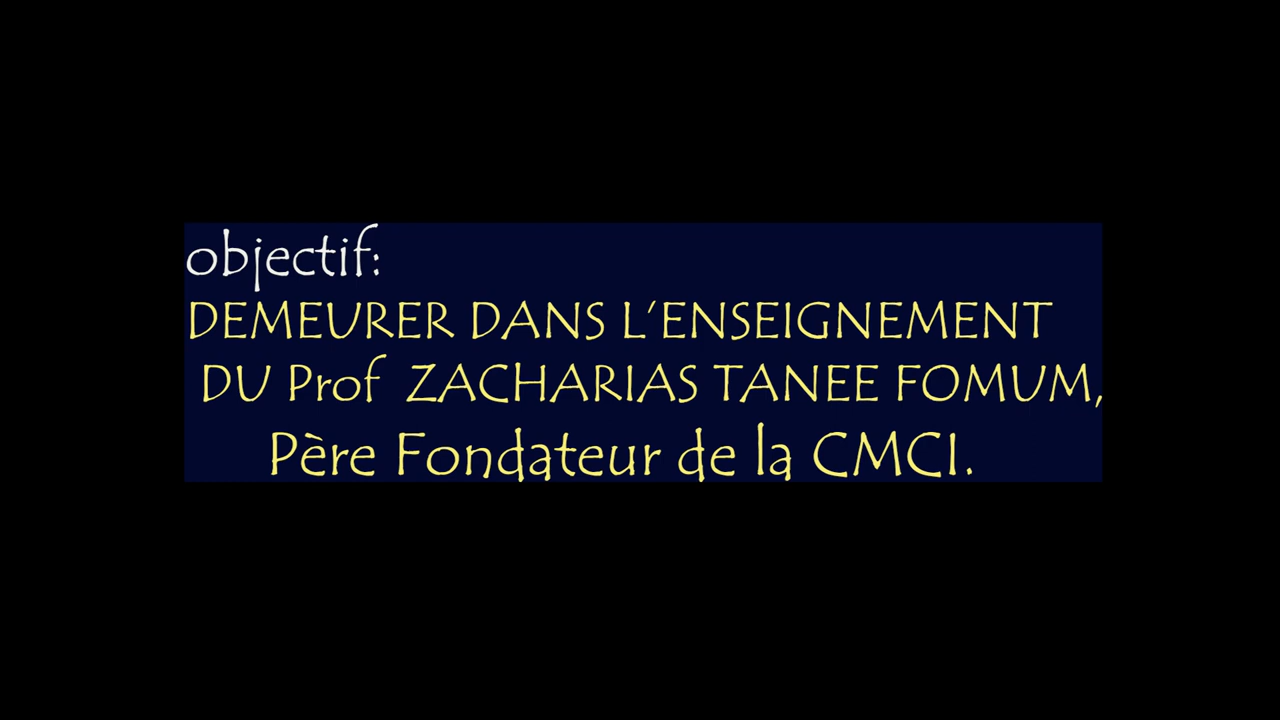 objectif:
DEMEURER DANS L'ENSEIGNEMENT
DU Prof ZACHARIAS TANEE FOMUM,
Père Fondateur de la CMCI.